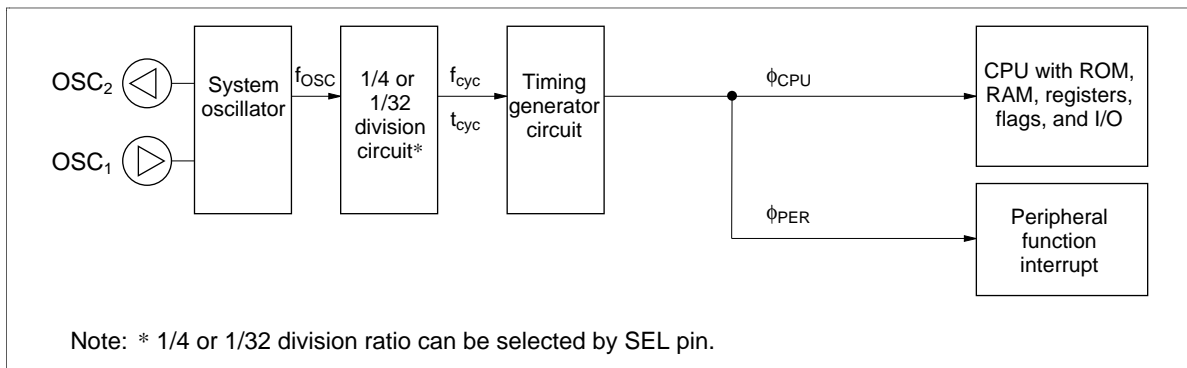 OSC2
OSC1
System
oscillator
fOSC
1/4 or
1/32
division
circuit*
fcyc
tcyc
Timing
generator
circuit
ϕCPU
CPU with ROM,
RAM, registers,
flags, and I/O
ϕPER
Peripheral
function
interrupt
Note: * 1/4 or 1/32 division ratio can be selected by SEL pin.